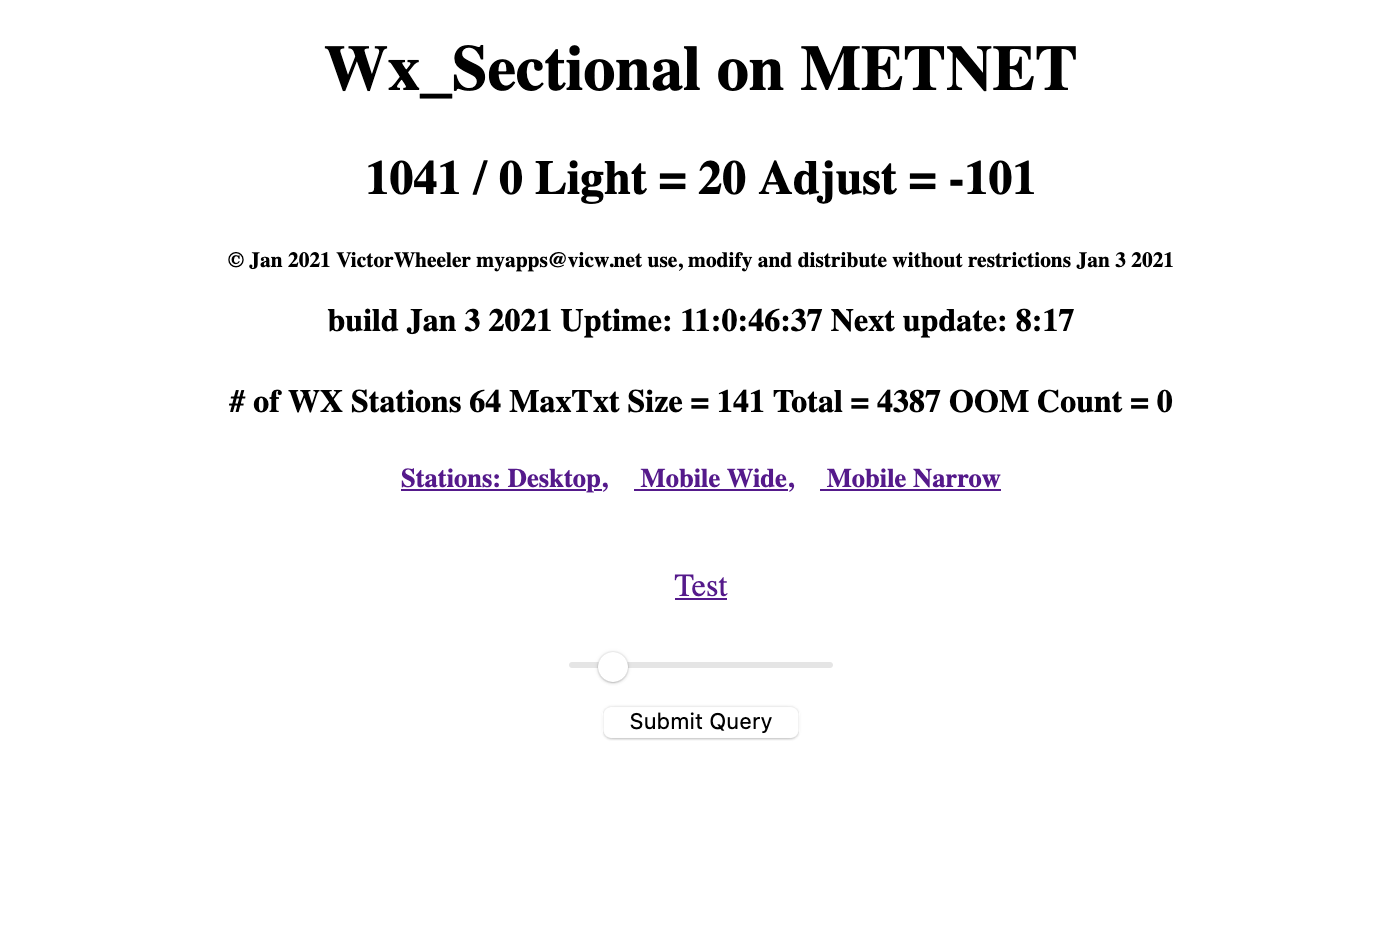 Wx_Sectional on METNET
1041 / 0 Light = 20 Adjust = -101
© Jan 2021 VictorWheeler myapps@vicw.net use, modify and distribute without restrictions Jan 3 2021
build Jan 3 2021 Uptime: 11:0:46:37 Next update: 8:17
# of WX Stations 64 MaxTxt Size = 141 Total = 4387 OOM Count = 0
Stations: Desktop, Mobile Wide, Mobile Narrow
Test
Submit Query